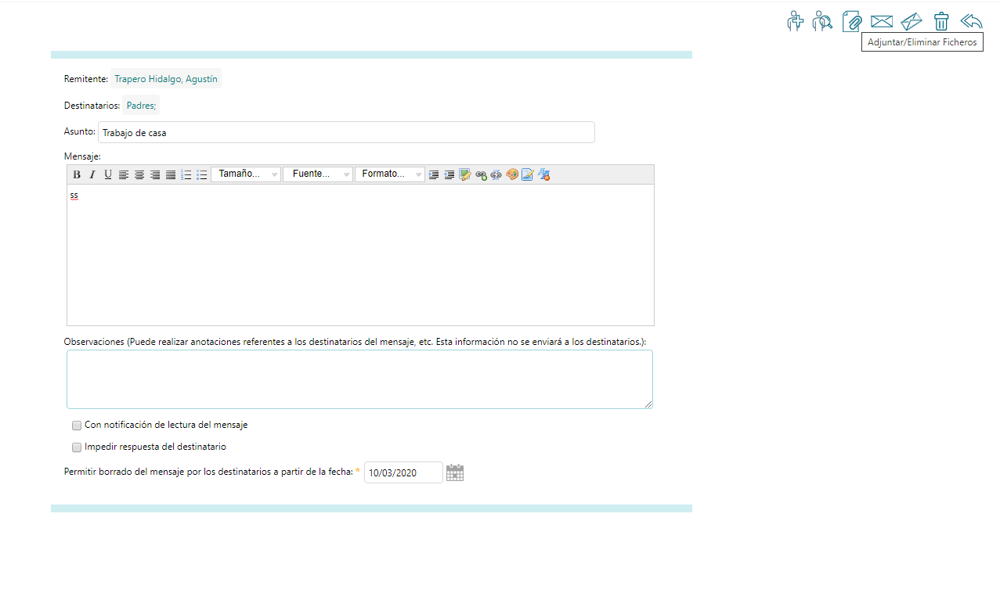 Adjuntar/Eliminar Ficheros
Remitente: Trapero Hidalgo, Agustín
Destinatarios: Padres;
Asunto: Trabajo de casa
Mensaje:
B I U Tamaño... Fuente... Formato...
ss
Observaciones (Puede realizar anotaciones referentes a los destinatarios del mensaje, etc. Esta información no se enviará a los destinatarios.):
Con notificación de lectura del mensaje
Impedir respuesta del destinatario
Permitir borrado del mensaje por los destinatarios a partir de la fecha: * 10/03/2020